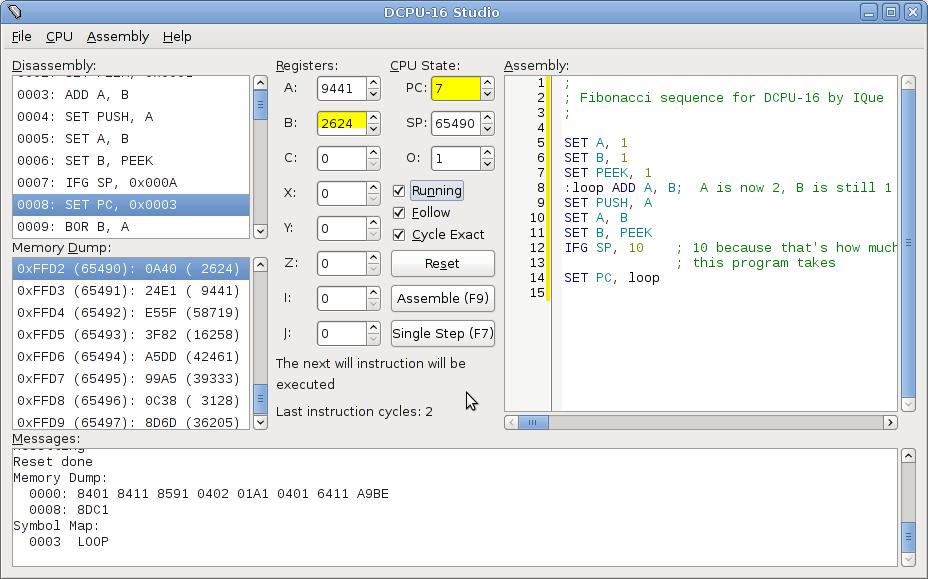 DCPU-16 Studio
File CPU Assembly Help
Disassembly:
0003: ADD A, B
0004: SET PUSH, A
0005: SET A, B
0006: SET B, PEEK
0007: IFG SP, 0x000A
0008: SET PC, 0x0003
0009: BOR B, A
Memory Dump:
0xFFD2 (65490): 0A40 ( 2624)
0xFFD3 (65491): 24E1 ( 9441)
0xFFD4 (65492): E55F (58719)
0xFFD5 (65493): 3F82 (16258)
0xFFD6 (65494): A5DD (42461)
0xFFD7 (65495): 99A5 (39333)
0xFFD8 (65496): 0C38 ( 3128)
0xFFD9 (65497): 8D6D (36205)
Registers:
A: 9441
B: 2624
C: 0
X: 0
Y: 0
Z: 0
I: 0
J: 0
CPU State:
PC: 7
SP: 65490
O: 1
Running
Follow
Cycle Exact
Reset
Assemble (F9)
Single Step (F7)
The next will instruction will be
executed
Last instruction cycles: 2
Assembly:
1 ;
2 ; Fibonacci sequence for DCPU-16 by IQue
3 ;
4
5 SET A, 1
6 SET B, 1
7 SET PEEK, 1
8 :loop ADD A, B; A is now 2, B is still 1
9 SET PUSH, A
10 SET A, B
11 SET B, PEEK
12 IFG SP, 10 ; 10 because that's how much
13 ; this program takes
14 SET PC, loop
15
Messages:
Reset done
Memory Dump:
0000: 8401 8411 8591 0402 01A1 0401 6411 A9BE
0008: 8DC1
Symbol Map:
0003 LOOP